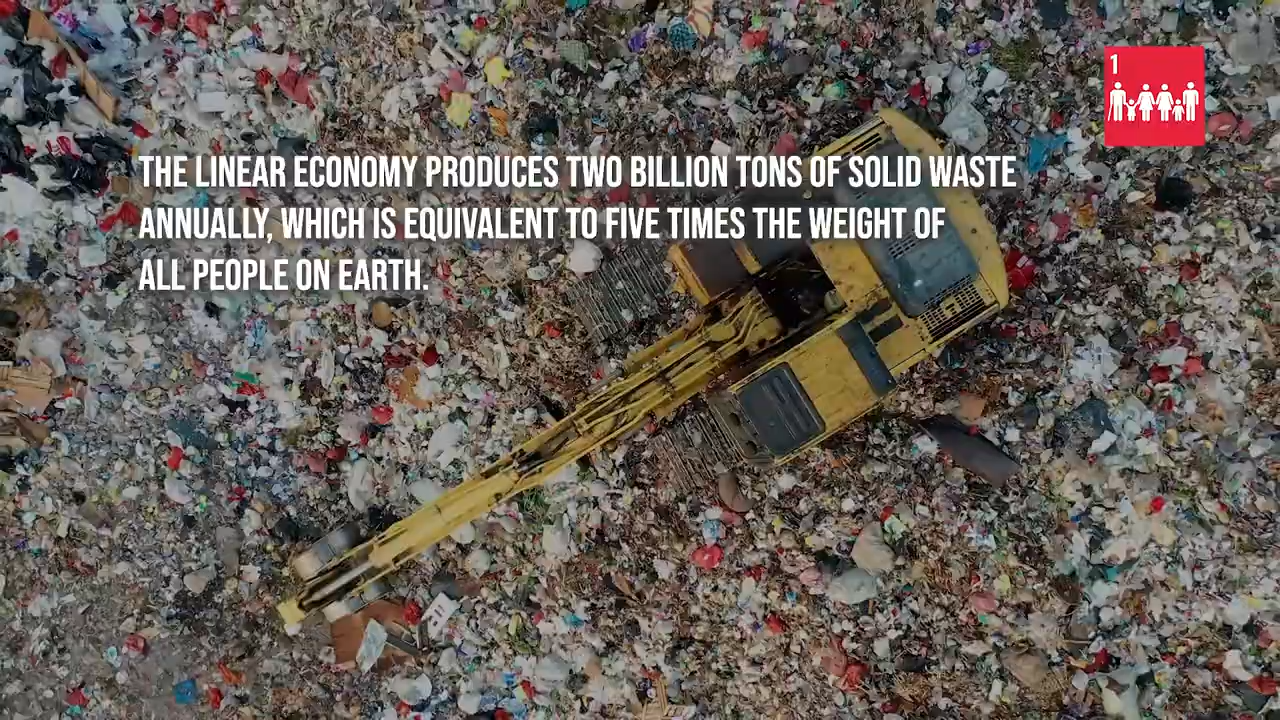 1
THE LINEAR ECONOMY PRODUCES TWO BILLION TONS OF SOLID WASTE
ANNUALLY, WHICH IS EQUIVALENT TO FIVE TIMES THE WEIGHT OF
ALL PEOPLE ON EARTH.